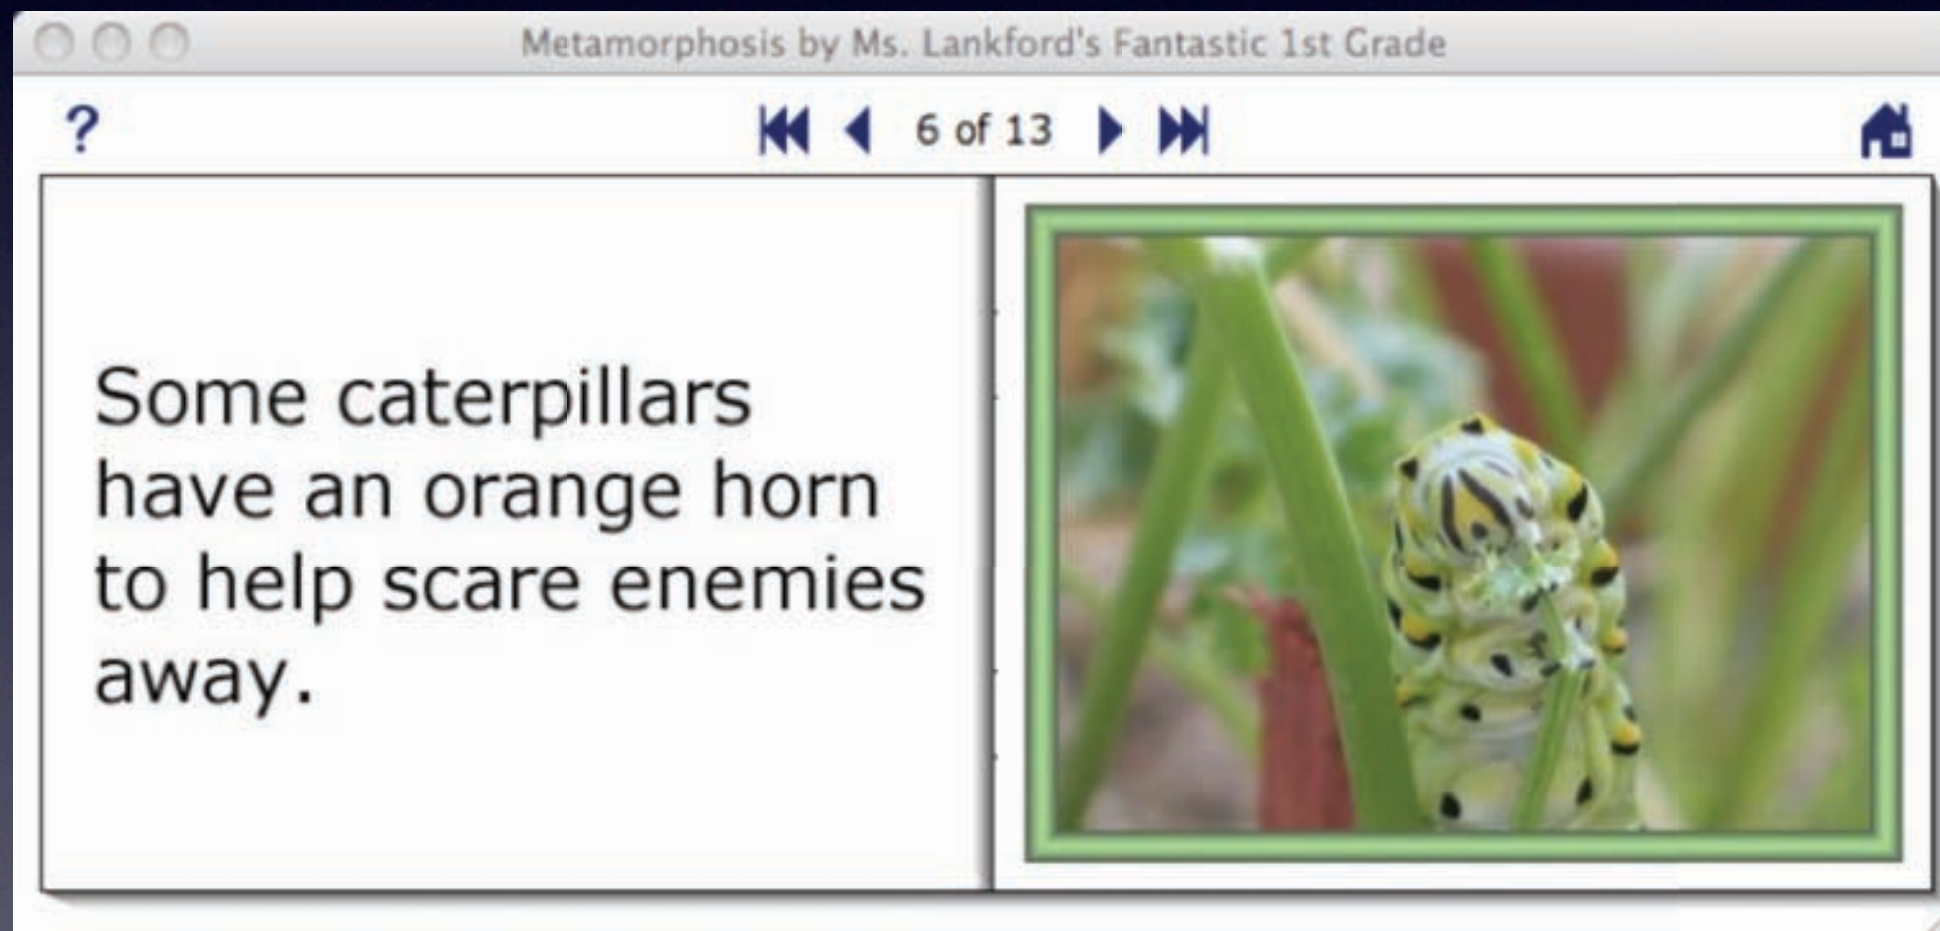 Metamorphosis by Ms. Lankford's Fantastic 1st Grade
?
6 of 13
Some caterpillars
have an orange horn
to help scare enemies
away.